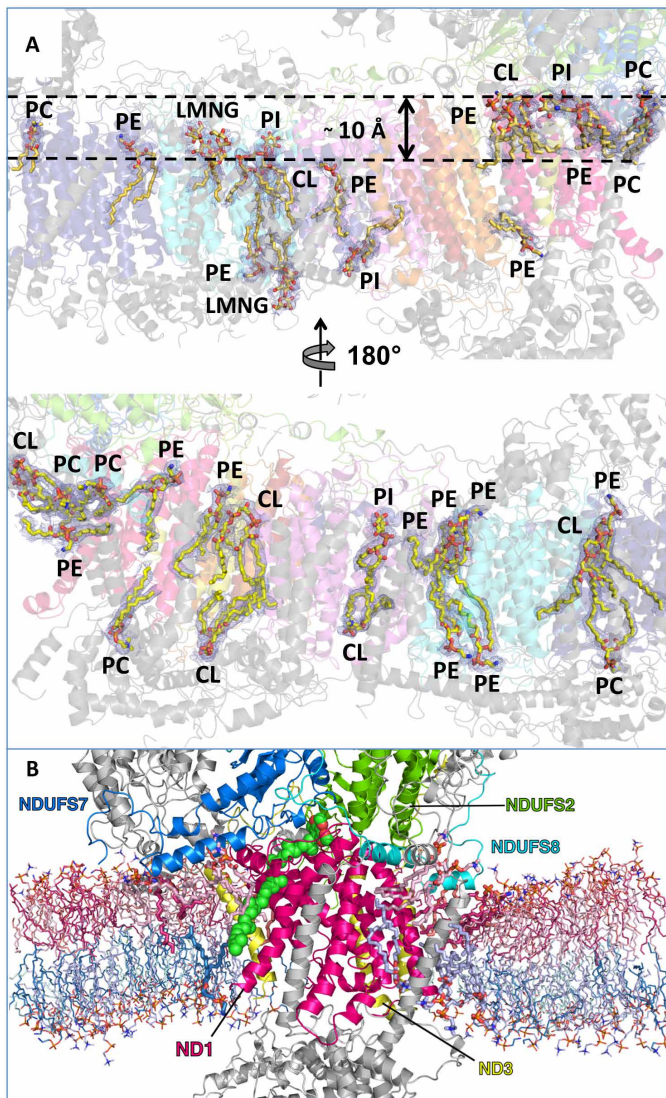 A
CL PI PC
PC PE LMNG PI PE
~ 10 Å
CL PE PE PC
PE PI PE
LMNG
180°
CL PC PC PE PE CL PI PE PE PE PE CL
PE
PC CL CL PE PE PC
B
NDUFS7 NDUFS2
NDUFS8
ND1 ND3